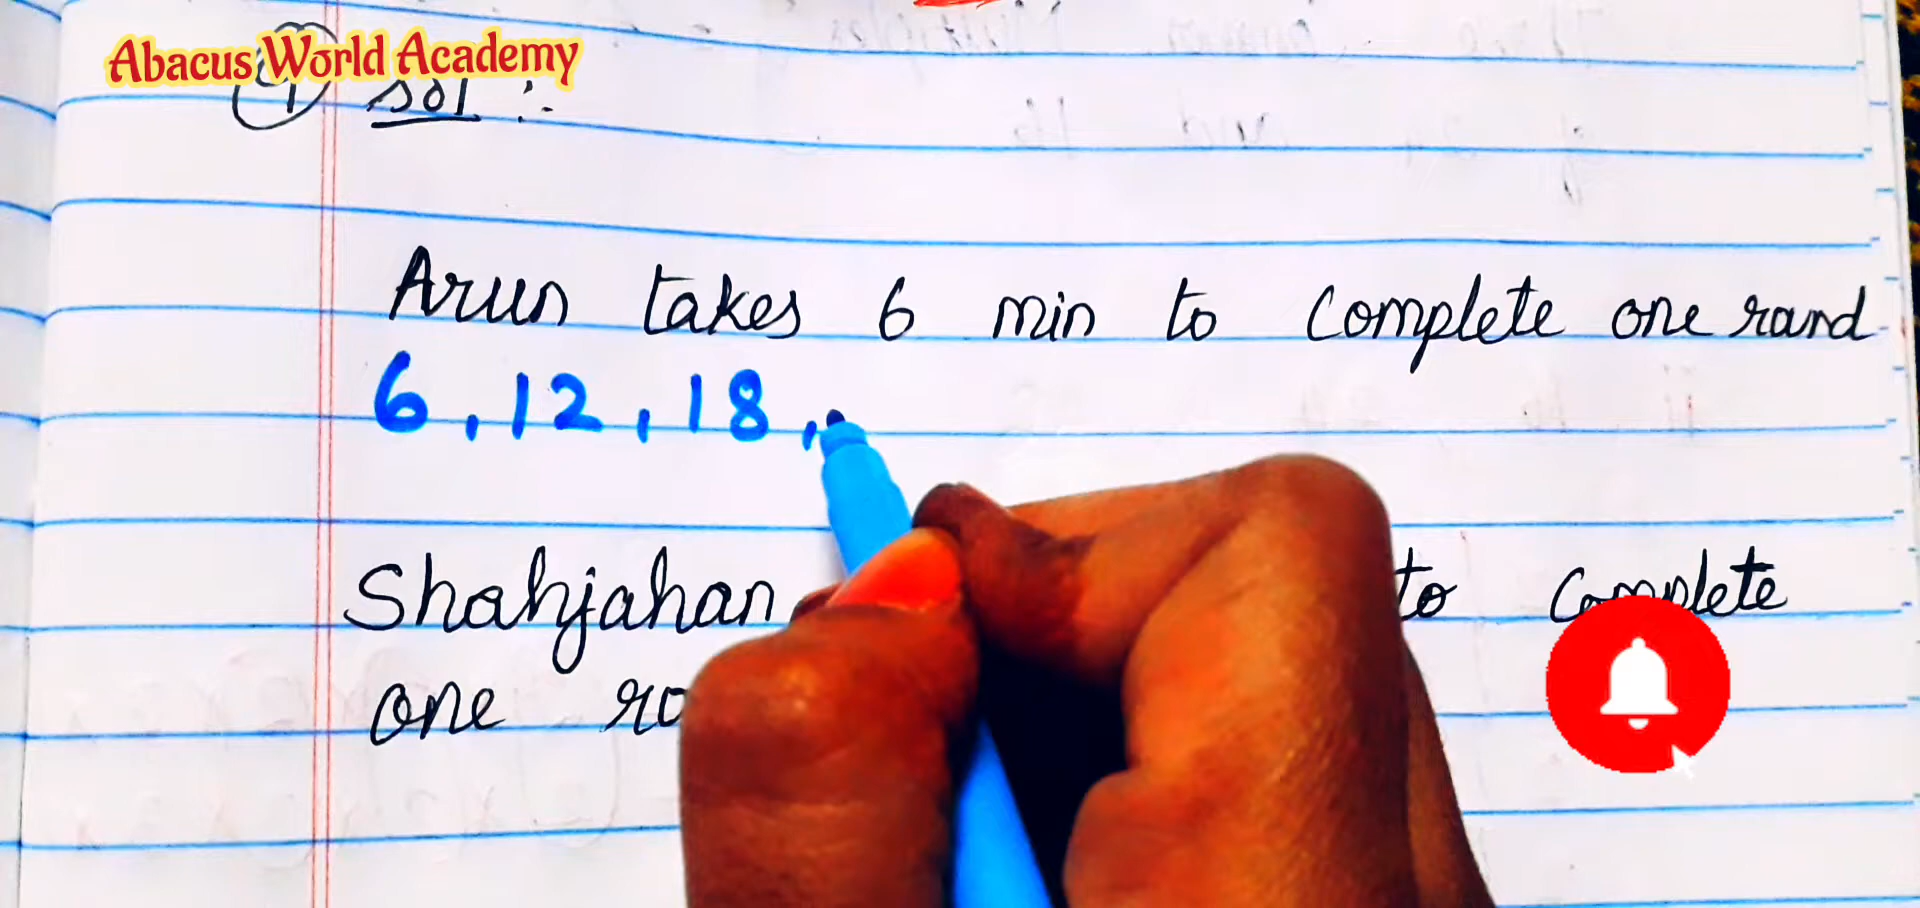 Abacus World Academy
4 sol :-
Arun takes 6 min to complete one rand
6, 12, 18,
Shahjahan to complete
one